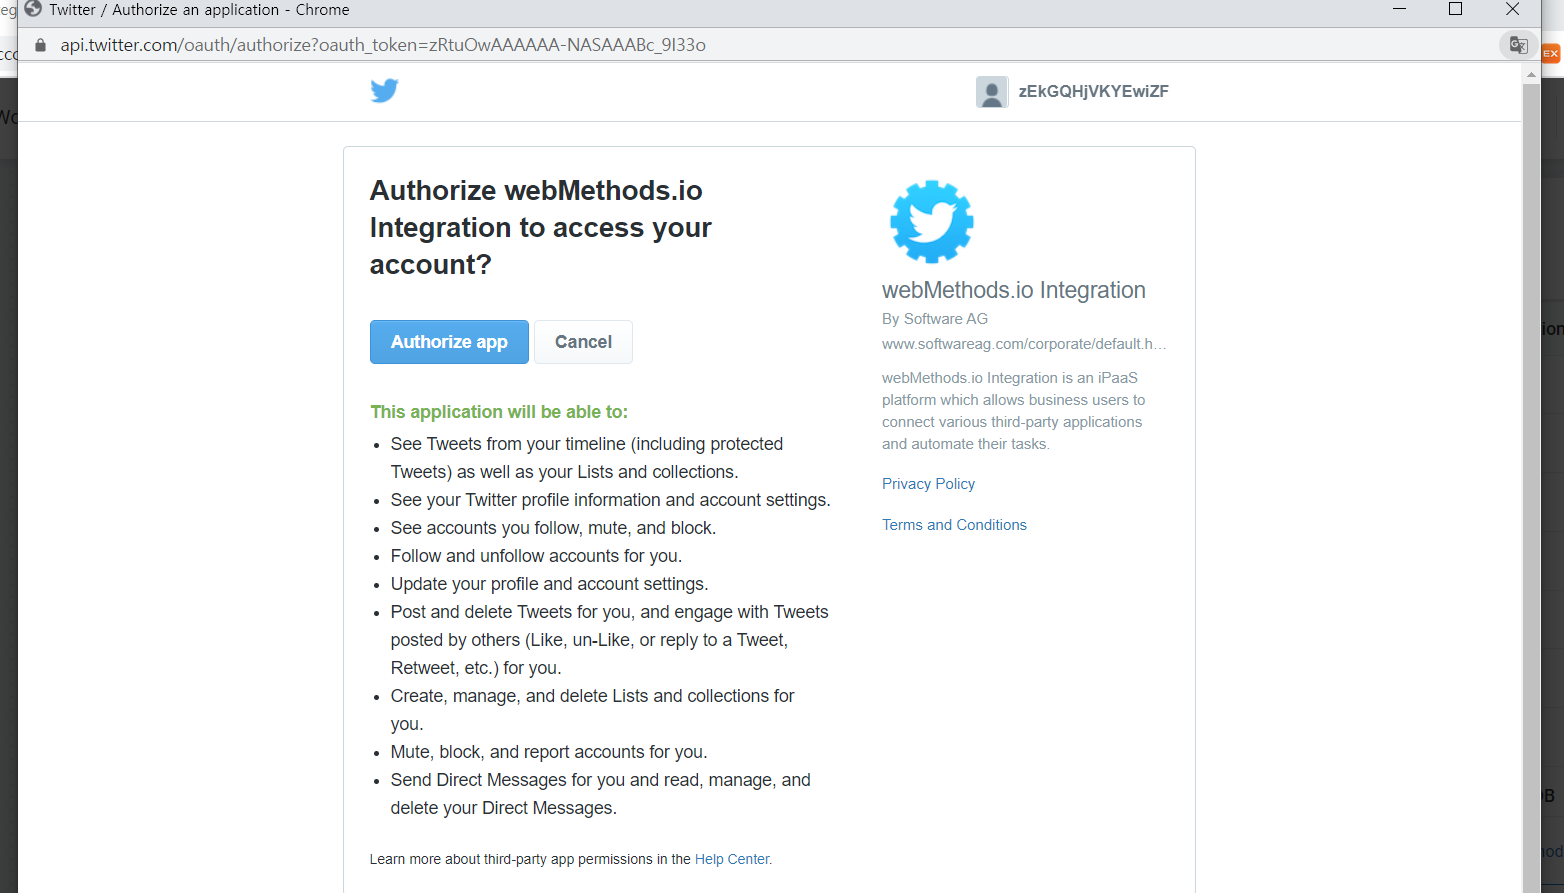 Twitter / Authorize an application - Chrome
api.twitter.com/oauth/authorize?oauth_token=zRtuOwAAAAAA-NASAAABc_9I33o
EX
zEkGQHjVKYEwiZF
Authorize webMethods.io
Integration to access your
account?
Authorize app
Cancel
This application will be able to:
See Tweets from your timeline (including protected
Tweets) as well as your Lists and collections.
See your Twitter profile information and account settings.
See accounts you follow, mute, and block.
Follow and unfollow accounts for you.
Update your profile and account settings.
Post and delete Tweets for you, and engage with Tweets
posted by others (Like, un-Like, or reply to a Tweet,
Retweet, etc.) for you.
Create, manage, and delete Lists and collections for
you.
Mute, block, and report accounts for you.
Send Direct Messages for you and read, manage, and
delete your Direct Messages.
Learn more about third-party app permissions in the Help Center.
webMethods.io Integration
By Software AG
www.softwareag.com/corporate/default.h…
webMethods.io Integration is an iPaaS
platform which allows business users to
connect various third-party applications
and automate their tasks.
Privacy Policy
Terms and Conditions